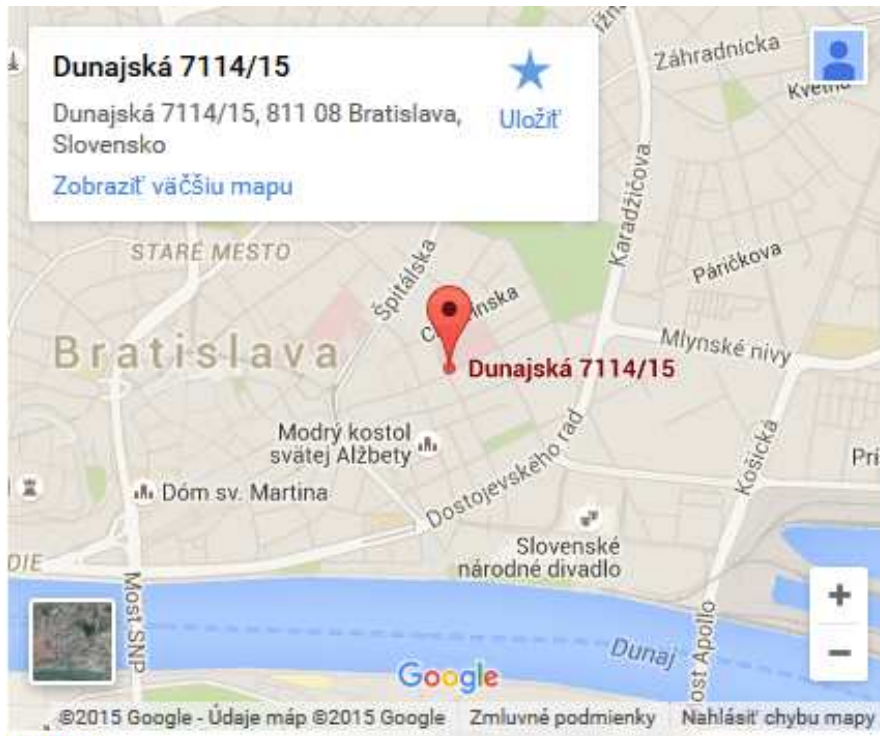 Dunajská 7114/15
Dunajská 7114/15, 811 08 Bratislava,
Slovensko
Uložiť
Zobraziť väčšiu mapu
Záhradnícka
Karadžičova
STARÉ MESTO
Špitálska
Páričkova
Mlynské nivy
Bratislava
Dunajská 7114/15
Modrý kostol
svätej Alžbety
Dóm sv. Martina
Dostojevského rad
Košická
Slovenské
národné divadlo
Most SNP
Dunaj
ost Apollo
+
−
Google
©2015 Google - Údaje máp ©2015 Google Zmluvné podmienky Nahlásiť chybu mapy